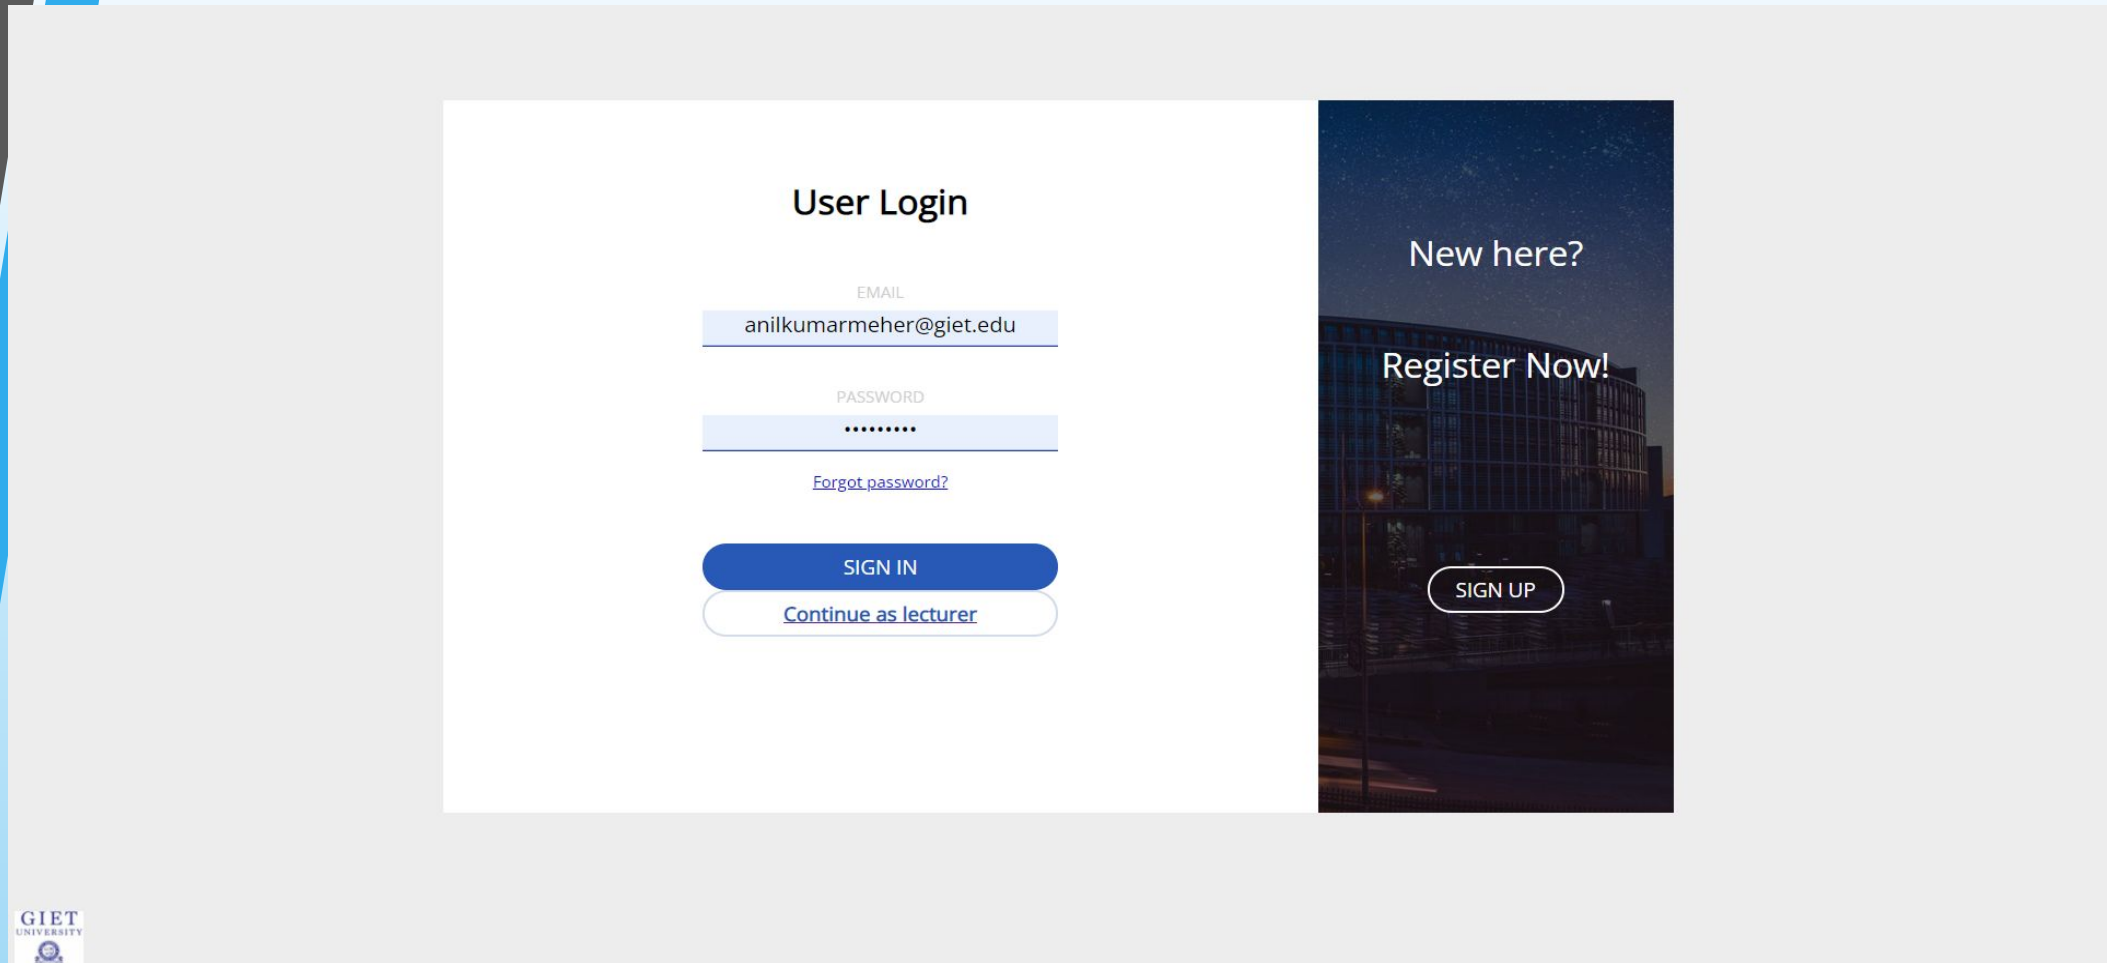 User Login
EMAIL
anilkumarmeher@giet.edu
PASSWORD
•••••••••
Forgot password?
SIGN IN
Continue as lecturer
New here?
Register Now!
SIGN UP
GIET
UNIVERSITY